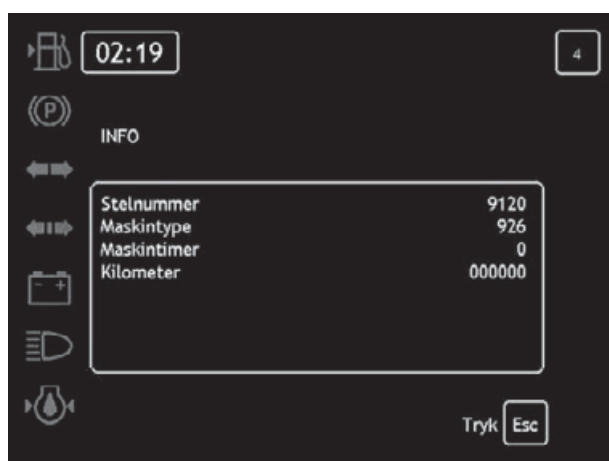 02:19
4
INFO
Stelnummer 9120
Maskintype 926
Maskintimer 0
Kilometer 000000
Tryk Esc